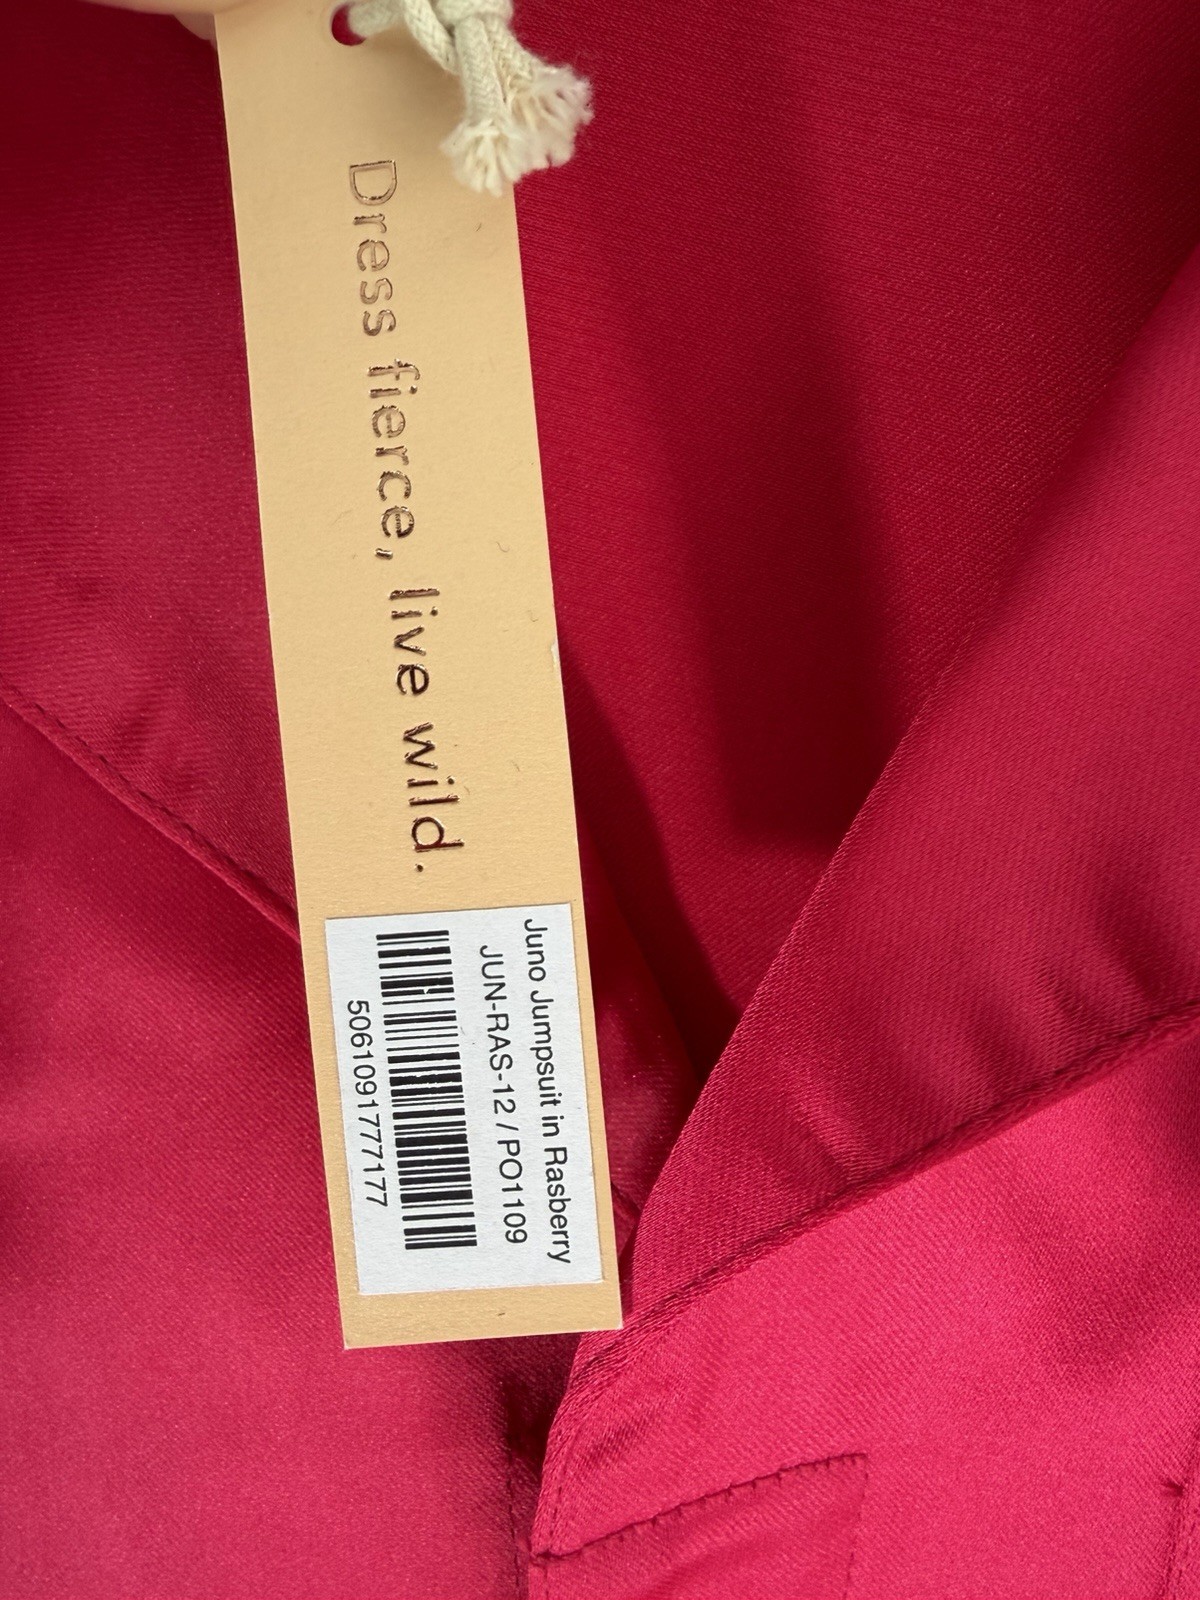 Dress fierce, live wild.
Juno Jumpsuit in Rasberry
JUN-RAS-12 / PO1109
5061091777177